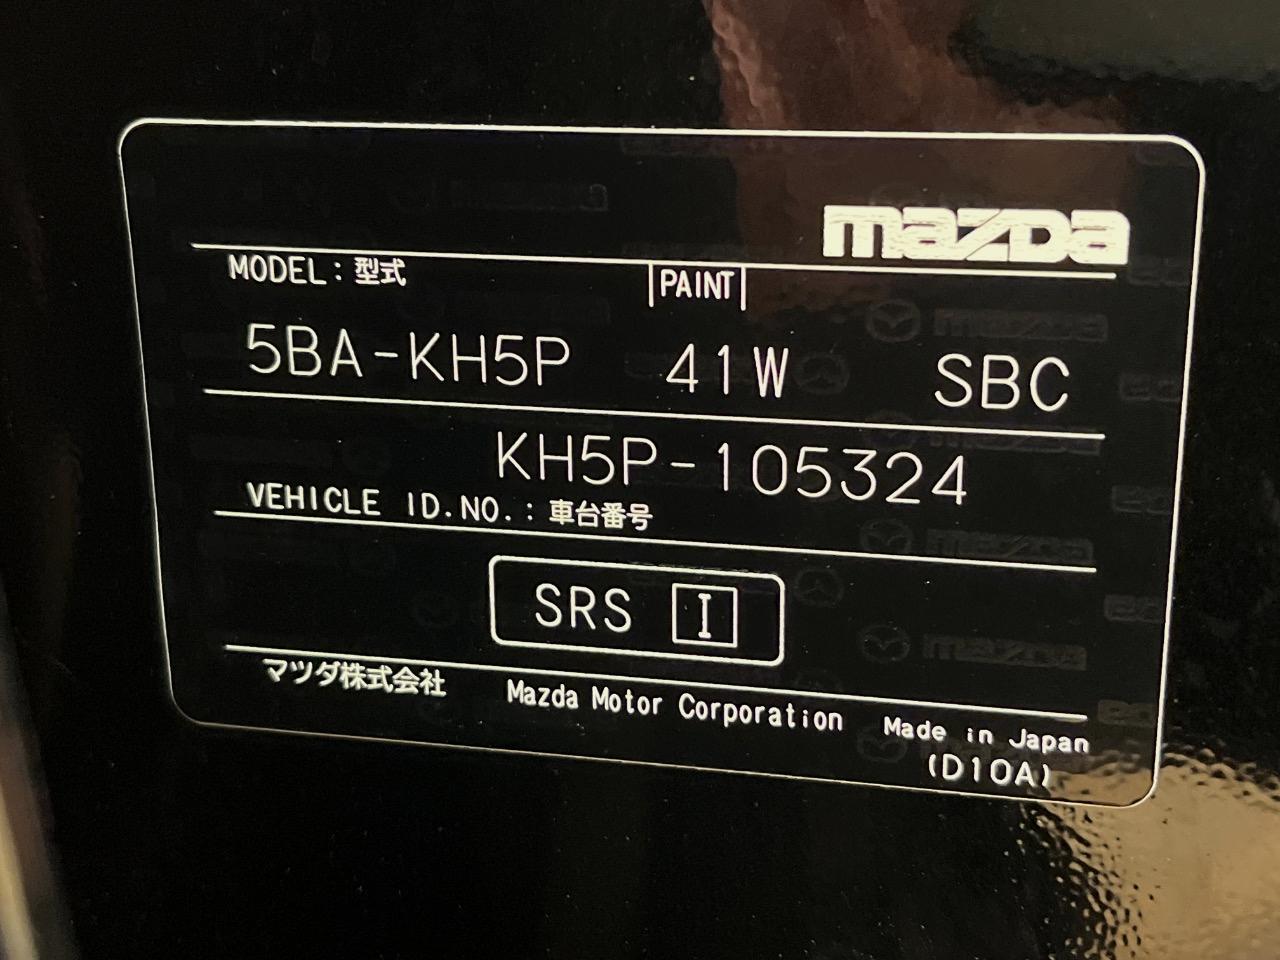 mazda
MODEL : 型式 PAINT
5BA-KH5P 41W SBC
KH5P-105324
VEHICLE ID.NO. : 車台番号
SRS I
マツダ株式会社 Mazda Motor Corporation Made in Japan
(D10A)